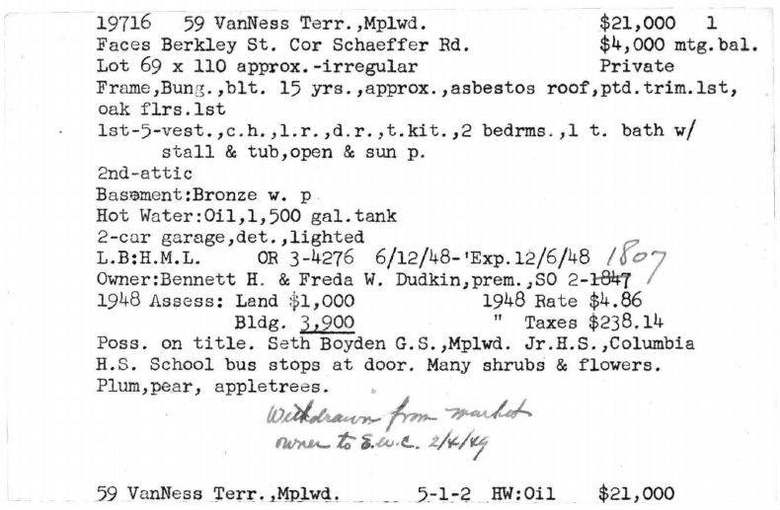 19716   59 VanNess Terr.,Mplwd.   $21,000   1
Faces Berkley St. Cor Schaeffer Rd.   $4,000 mtg.bal.
Lot 69 x 110 approx.-irregular   Private
Frame,Bung.,blt. 15 yrs.,approx.,asbestos roof,ptd.trim.1st,
oak flrs.1st
1st-5-vest.,c.h.,l.r.,d.r.,t.kit.,2 bedrms.,1 t. bath w/
stall & tub,open & sun p.
2nd-attic
Basement:Bronze w. p
Hot Water:Oil,1,500 gal.tank
2-car garage,det.,lighted
L.B:H.M.L.   OR 3-4276   6/12/48-'Exp.12/6/48   1807
Owner:Bennett H. & Freda W. Dudkin,prem.,SO 2-1847
1948 Assess: Land $1,000   1948 Rate $4.86
Bldg. 3,900   "   Taxes $238.14
Poss. on title. Seth Boyden G.S.,Mplwd. Jr.H.S.,Columbia
H.S. School bus stops at door. Many shrubs & flowers.
Plum,pear, appletrees.
Withdrawn from market
owner to E.W.C. 2/4/49
59 VanNess Terr.,Mplwd.   5-1-2   HW:Oil   $21,000